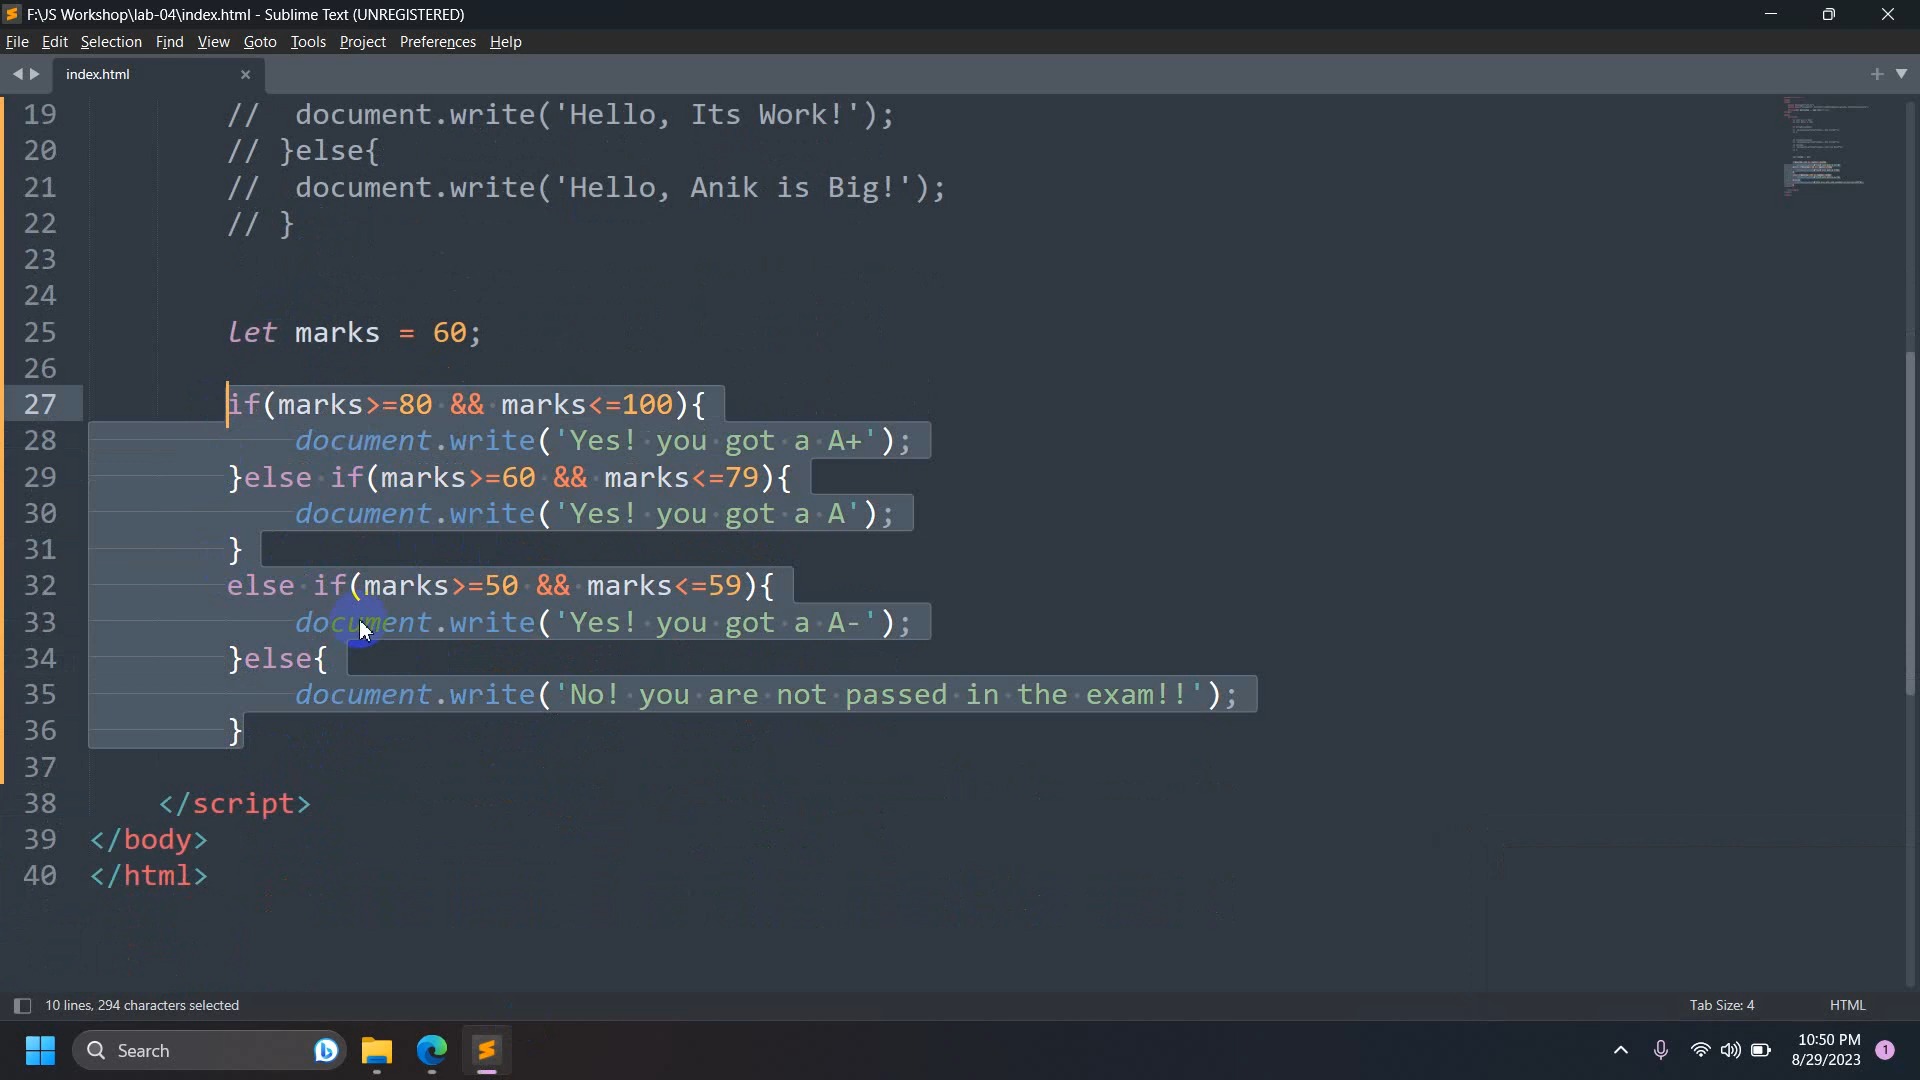 F:\JS Workshop\lab-04\index.html - Sublime Text (UNREGISTERED)
File Edit Selection Find View Goto Tools Project Preferences Help
index.html
19 // document.write('Hello, Its Work!');
20 // }else{
21 // document.write('Hello, Anik is Big!');
22 // }
23
24
25 let marks = 60;
26
27 if(marks>=80 && marks<=100){
28 document.write('Yes! you got a A+');
29 }else if(marks>=60 && marks<=79){
30 document.write('Yes! you got a A');
31 }
32 else if(marks>=50 && marks<=59){
33 document.write('Yes! you got a A-');
34 }else{
35 document.write('No! you are not passed in the exam!!');
36 }
37
38 </script>
39 </body>
40 </html>
10 lines, 294 characters selected Tab Size: 4 HTML
Search
10:50 PM
8/29/2023
1